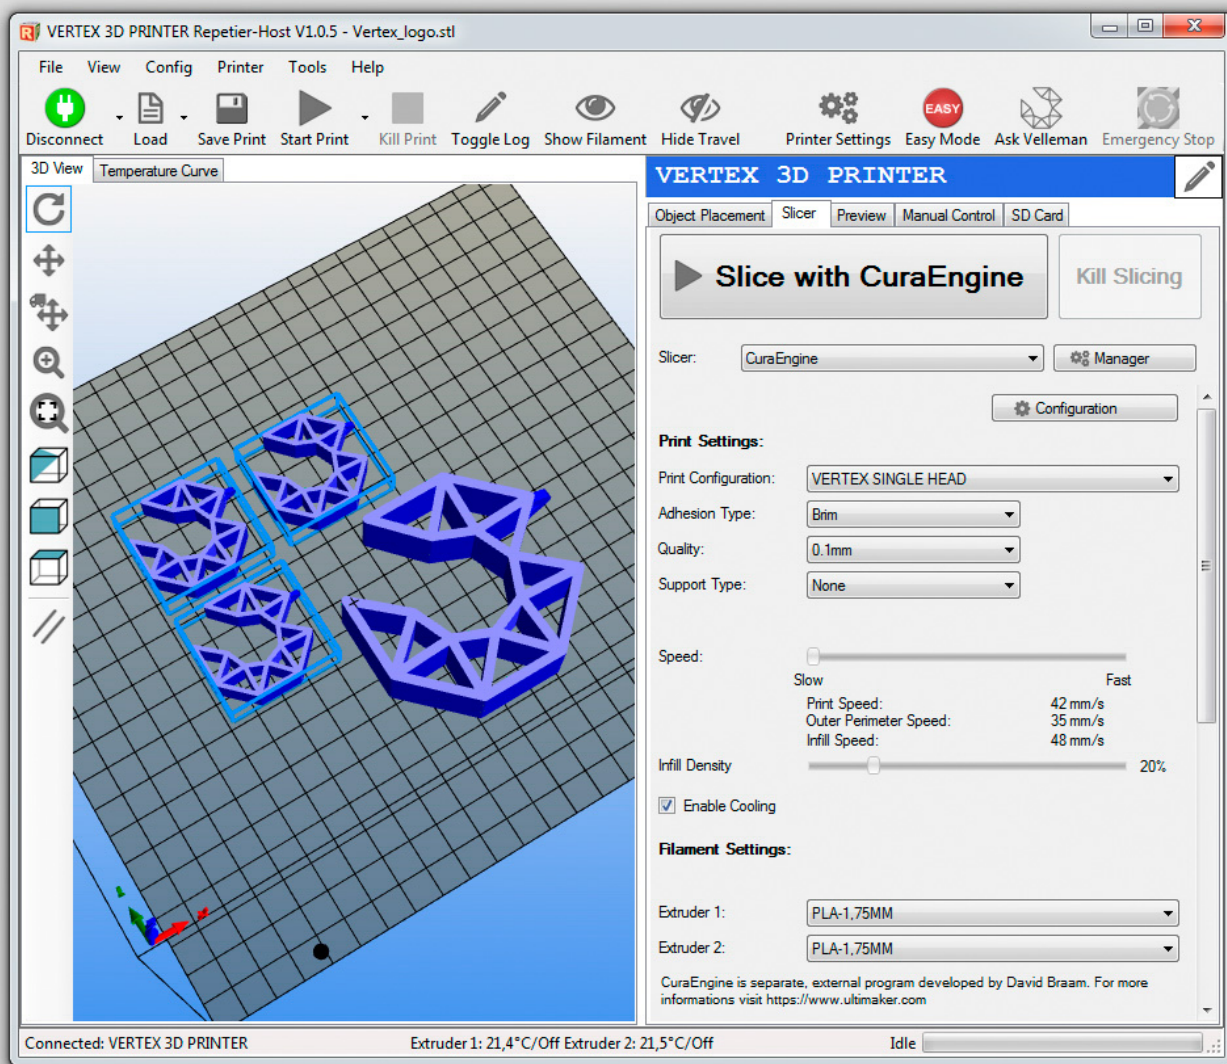 VERTEX 3D PRINTER Repetier-Host V1.0.5 - Vertex_logo.stl
File View Config Printer Tools Help
EASY
Disconnect Load Save Print Start Print Kill Print Toggle Log Show Filament Hide Travel Printer Settings Easy Mode Ask Velleman Emergency Stop
3D View Temperature Curve
VERTEX 3D PRINTER
Object Placement Slicer Preview Manual Control SD Card
Slice with CuraEngine Kill Slicing
Slicer: CuraEngine Manager
Configuration
Print Settings:
Print Configuration: VERTEX SINGLE HEAD
Adhesion Type: Brim
Quality: 0.1mm
Support Type: None
Speed:
Slow Fast
Print Speed: 42 mm/s
Outer Perimeter Speed: 35 mm/s
Infill Speed: 48 mm/s
Infill Density 20%
Enable Cooling
Filament Settings:
Extruder 1: PLA-1,75MM
Extruder 2: PLA-1,75MM
CuraEngine is separate, external program developed by David Braam. For more
informations visit https://www.ultimaker.com
Connected: VERTEX 3D PRINTER Extruder 1: 21,4°C/Off Extruder 2: 21,5°C/Off Idle